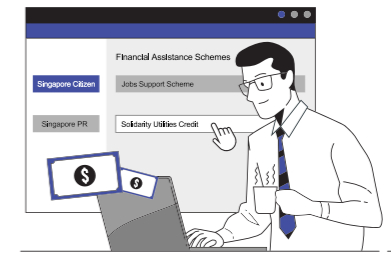 Financial Assistance Schemes
Singapore Citizen
Jobs Support Scheme
Singapore PR
Solidarity Utilities Credit
$
$